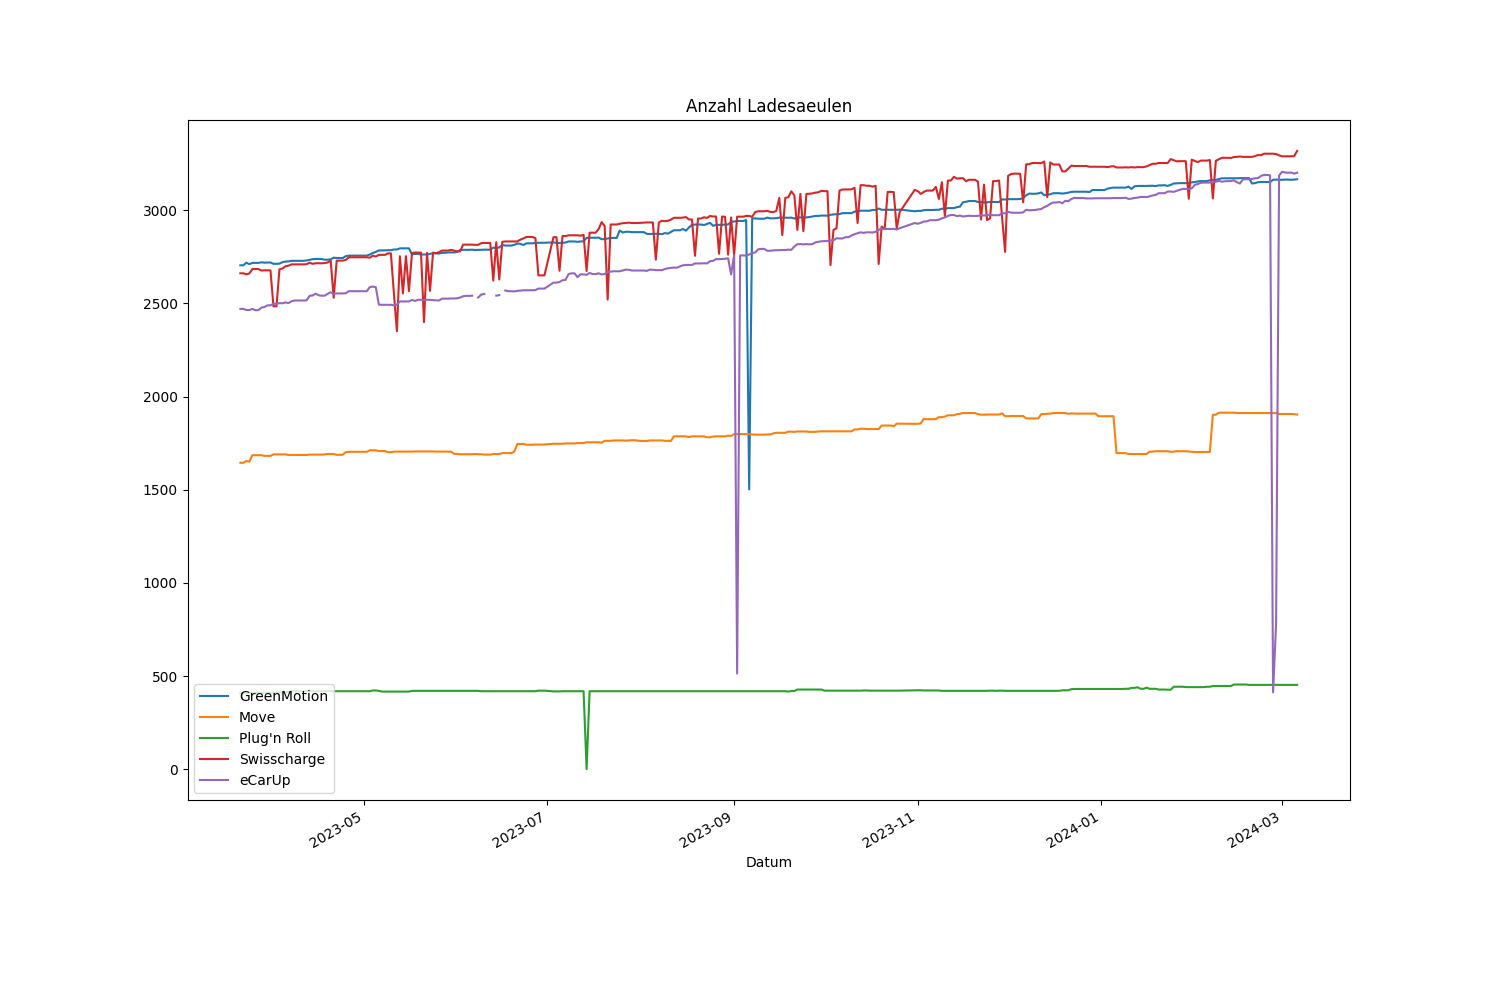 Anzahl Ladesaeulen
3000
2500
2000
1500
1000
500
0
GreenMotion
Move
Plug'n Roll
Swisscharge
eCarUp
2023-05
2023-07
2023-09
2023-11
2024-01
2024-03
Datum